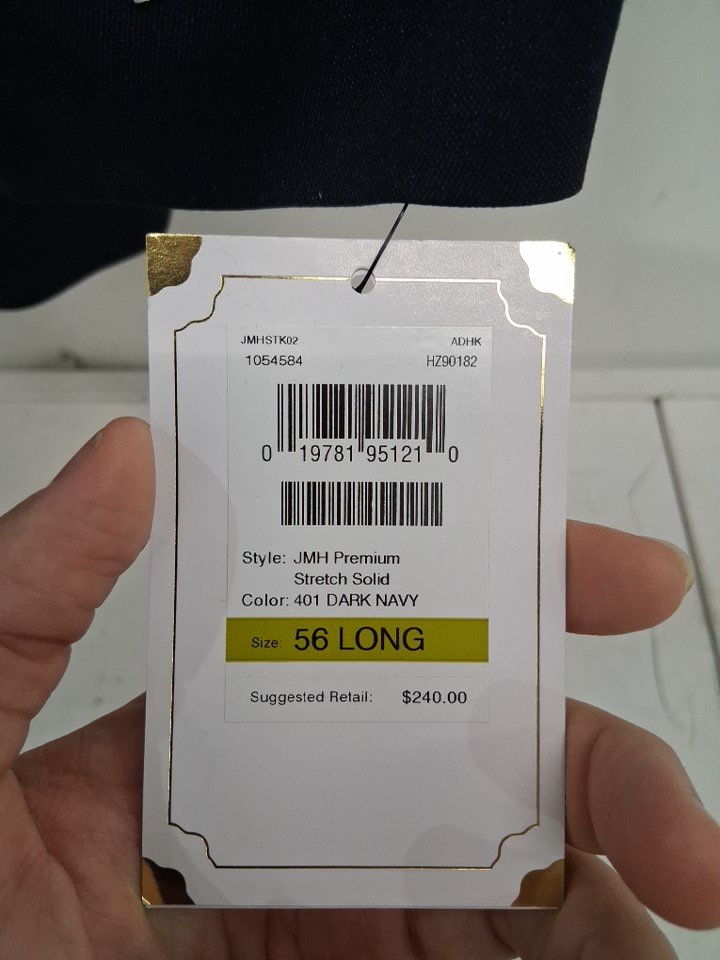 JMHSTK02 ADHK
1054584 HZ90182
0 19781 95121 0
Style: JMH Premium
Stretch Solid
Color: 401 DARK NAVY
Size: 56 LONG
Suggested Retail: $240.00